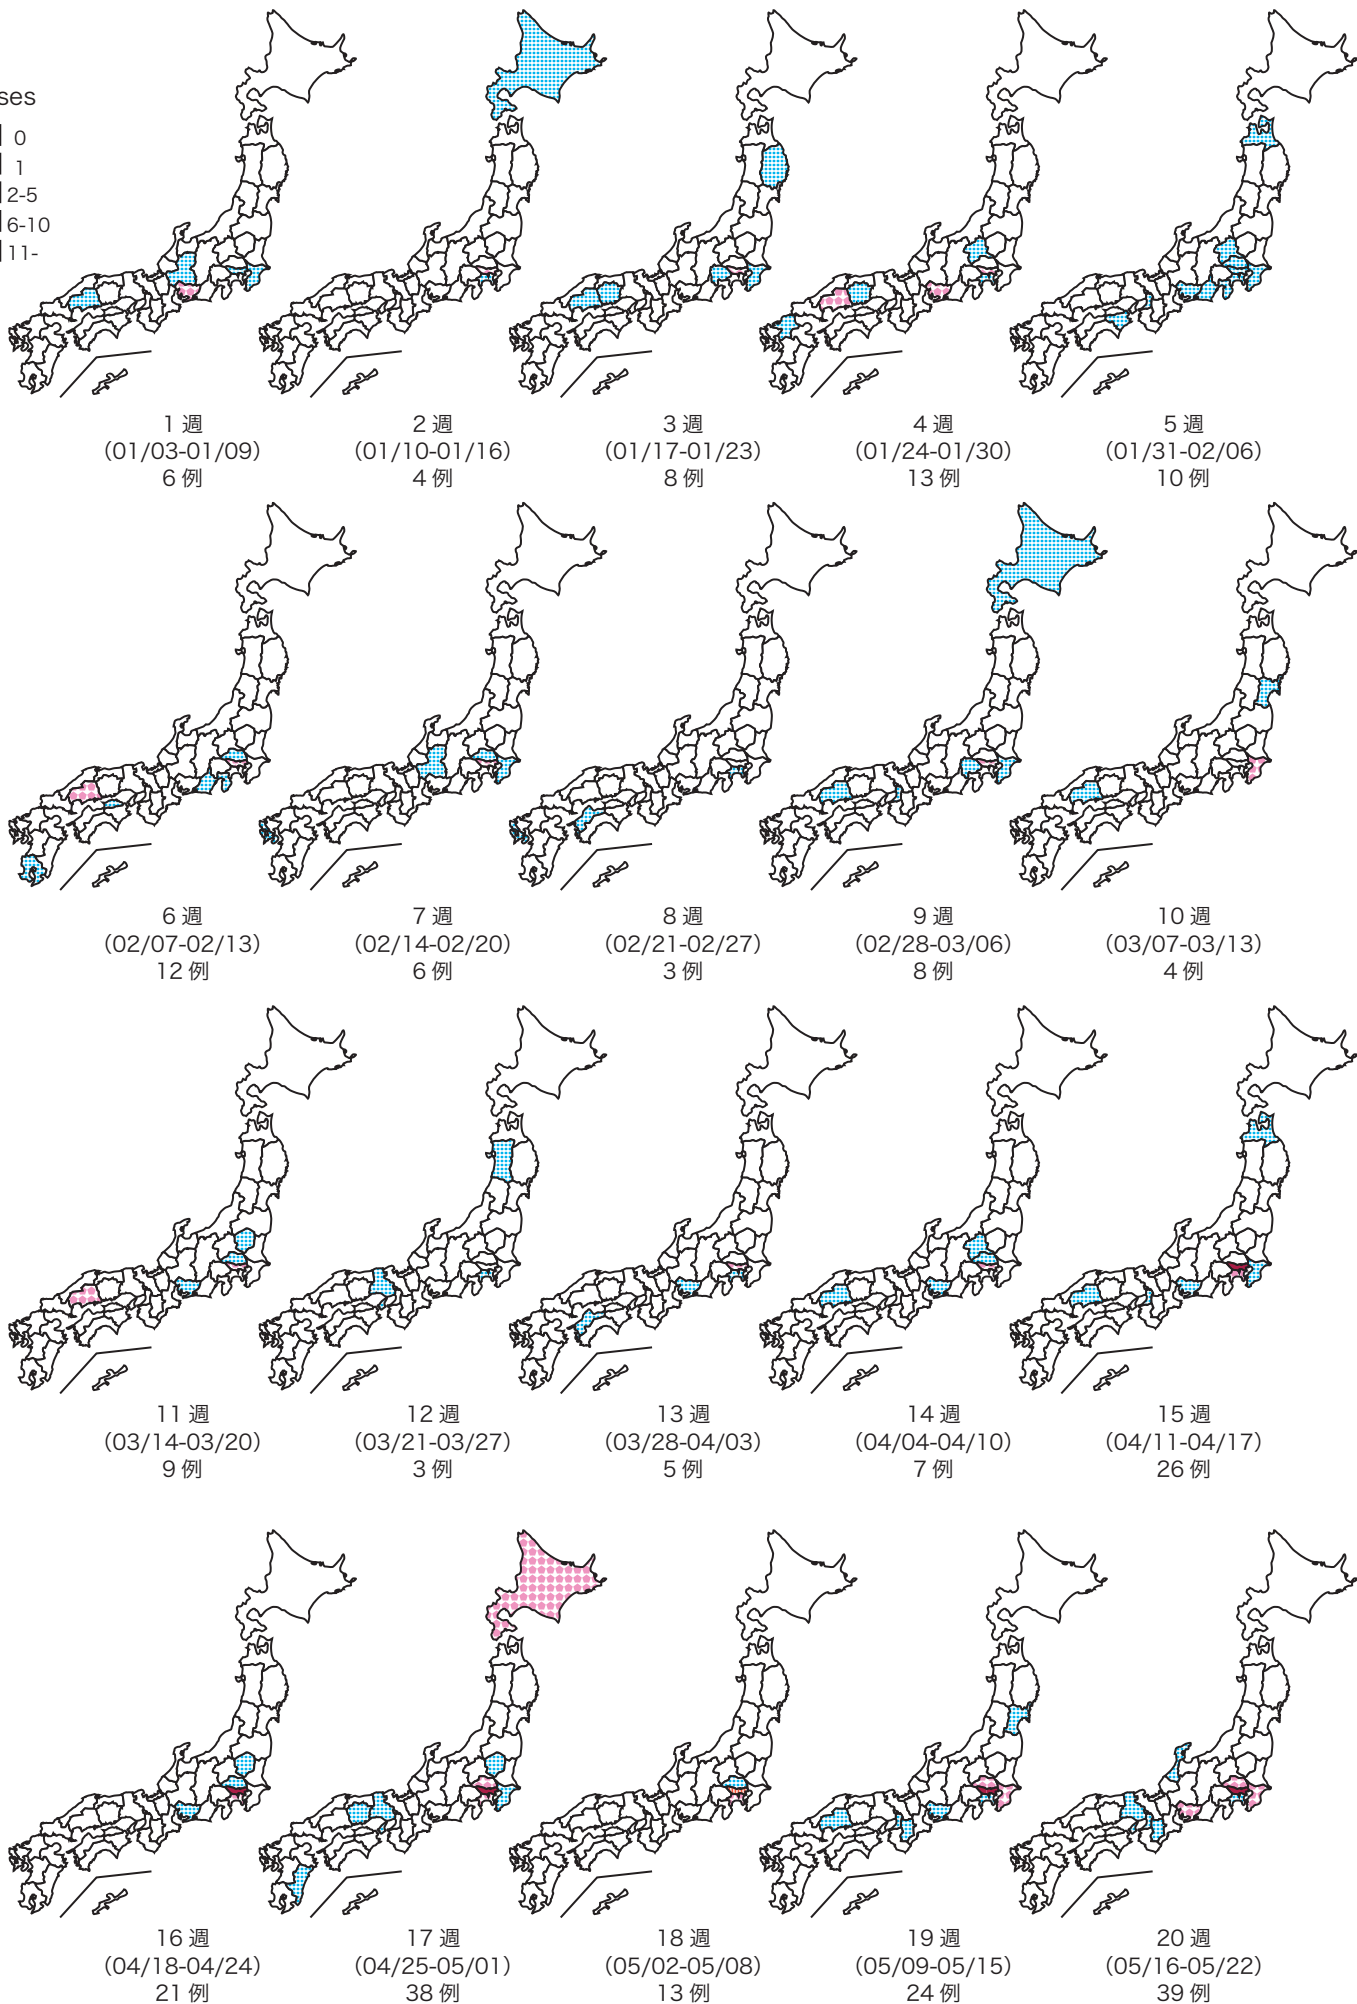 ses
0
1
2-5
6-10
11-
1 週
(01/03-01/09)
6 例
2 週
(01/10-01/16)
4 例
3 週
(01/17-01/23)
8 例
4 週
(01/24-01/30)
13 例
5 週
(01/31-02/06)
10 例
6 週
(02/07-02/13)
12 例
7 週
(02/14-02/20)
6 例
8 週
(02/21-02/27)
3 例
9 週
(02/28-03/06)
8 例
10 週
(03/07-03/13)
4 例
11 週
(03/14-03/20)
9 例
12 週
(03/21-03/27)
3 例
13 週
(03/28-04/03)
5 例
14 週
(04/04-04/10)
7 例
15 週
(04/11-04/17)
26 例
16 週
(04/18-04/24)
21 例
17 週
(04/25-05/01)
38 例
18 週
(05/02-05/08)
13 例
19 週
(05/09-05/15)
24 例
20 週
(05/16-05/22)
39 例